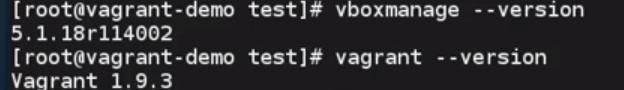 [root@vagrant-demo test]# vboxmanage --version
5.1.18r114002
[root@vagrant-demo test]# vagrant --version
Vagrant 1.9.3